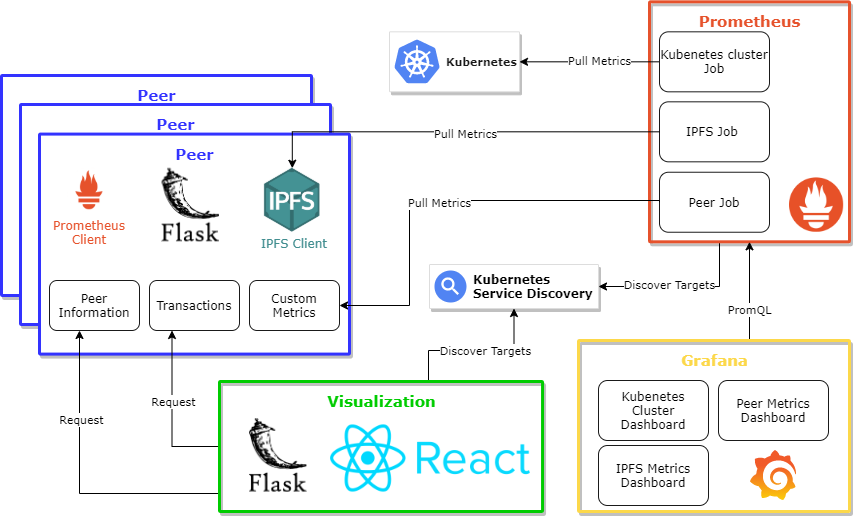 Prometheus
Kubenetes cluster
Job
Kubernetes
Pull Metrics
Peer
Peer
Peer
IPFS Job
Pull Metrics
Peer Job
Pull Metrics
Prometheus
Client
Flask
IPFS
IPFS Client
Kubernetes
Service Discovery
Discover Targets
Peer
Information
Transactions
Custom
Metrics
PromQL
Discover Targets
Grafana
Kubenetes
Cluster
Dashboard
Peer Metrics
Dashboard
IPFS Metrics
Dashboard
Request
Request
Visualization
Flask
React